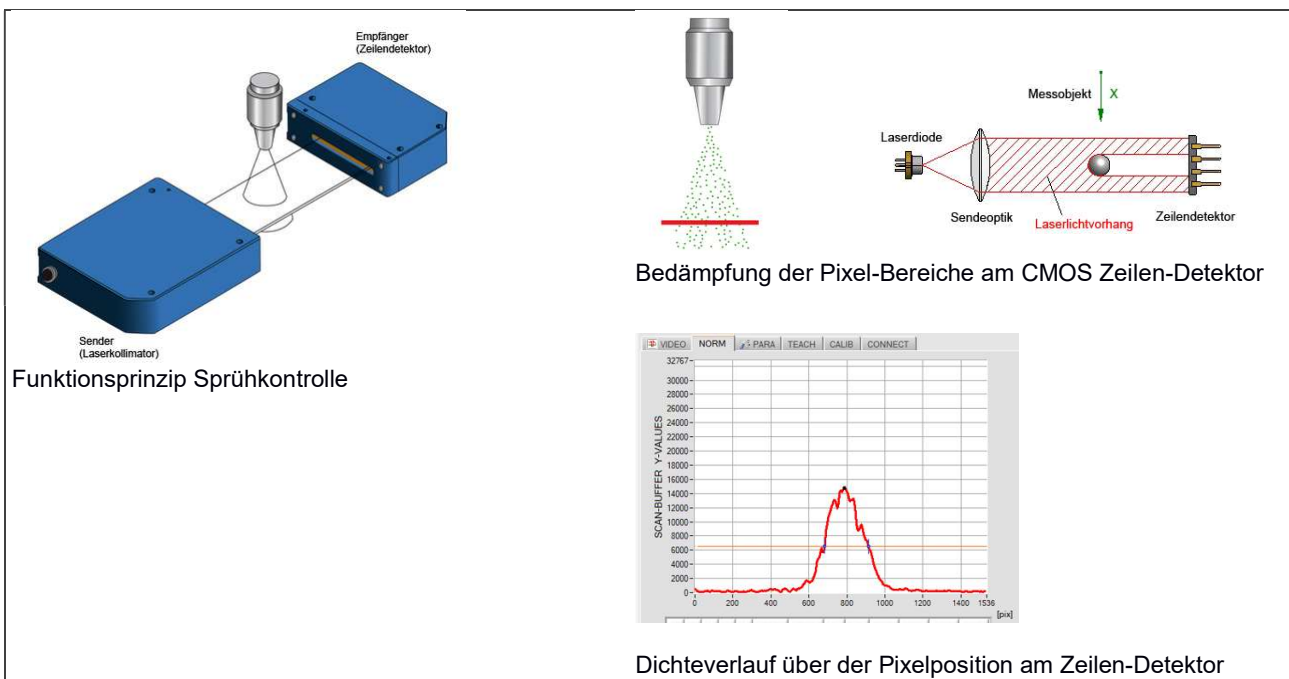 Empfänger
(Zeilendetektor)
Sender
(Laserkollimator)
Funktionsprinzip Sprühkontrolle
Messobjekt X
Laserdiode
Sendeoptik
Laserlichtvorhang
Zeilendetektor
Bedämpfung der Pixel-Bereiche am CMOS Zeilen-Detektor
VIDEO NORM PARA TEACH CALIB CONNECT
SCAN-BUFFER Y-VALUES
32767
30000
28000
26000
24000
22000
20000
18000
16000
14000
12000
10000
8000
6000
4000
2000
0
0 200 400 600 800 1000 1200 1400 1536
[pix]
Dichteverlauf über der Pixelposition am Zeilen-Detektor